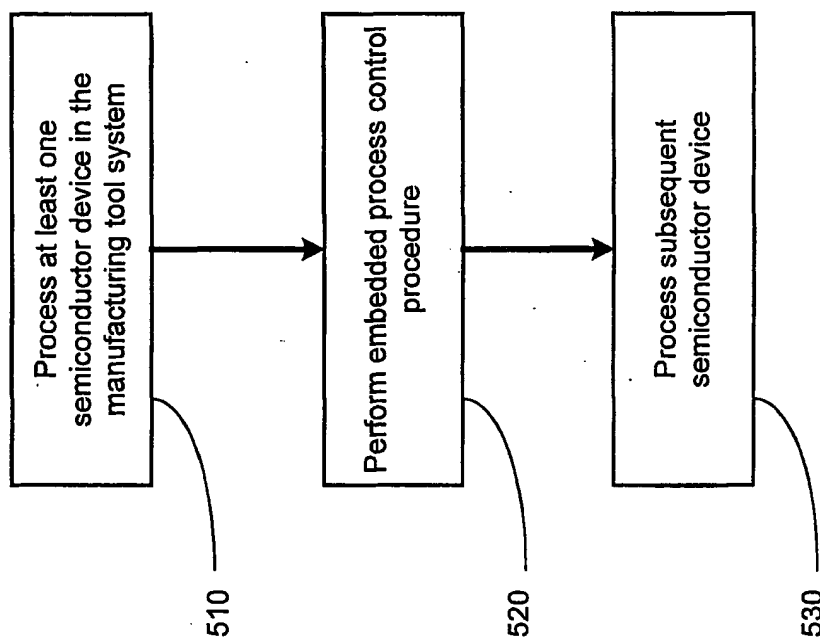 Process at least one
semiconductor device in the
manufacturing tool system
510
Perform embedded process control
procedure
520
Process subsequent
semiconductor device
530